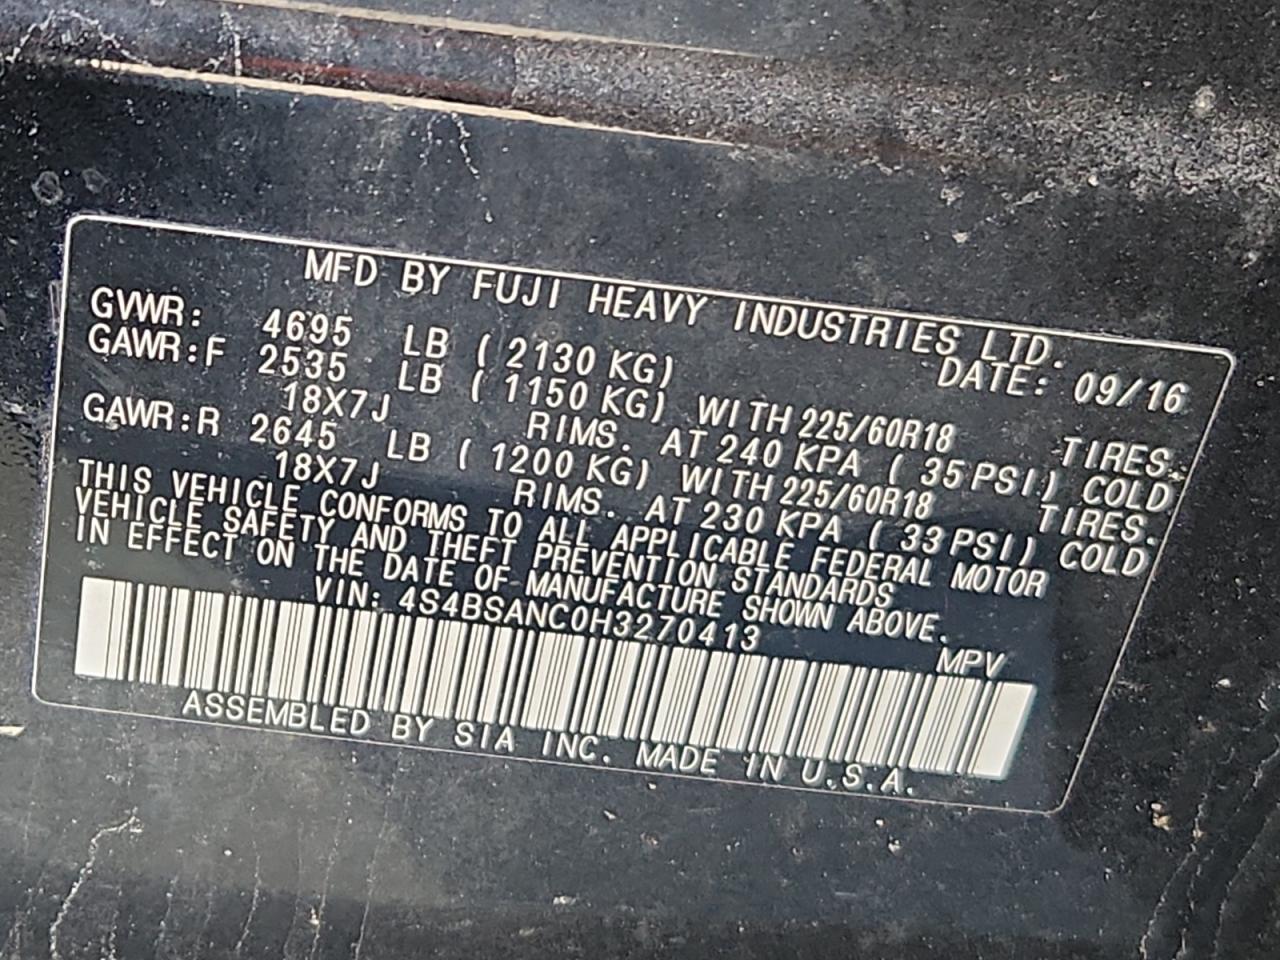 MFD BY FUJI HEAVY INDUSTRIES LTD.
DATE: 09/16
GVWR: 4695 LB ( 2130 KG)
GAWR:F 2535 LB ( 1150 KG) WITH 225/60R18 TIRES.
18X7J RIMS. AT 240 KPA ( 35PSI) COLD
GAWR:R 2645 LB ( 1200 KG) WITH 225/60R18 TIRES.
18X7J RIMS. AT 230 KPA ( 33PSI) COLD
THIS VEHICLE CONFORMS TO ALL APPLICABLE FEDERAL MOTOR
VEHICLE SAFETY AND THEFT PREVENTION STANDARDS
IN EFFECT ON THE DATE OF MANUFACTURE SHOWN ABOVE.
VIN: 4S4BSANC0H3270413 MPV
ASSEMBLED BY SIA INC. MADE IN U.S.A.